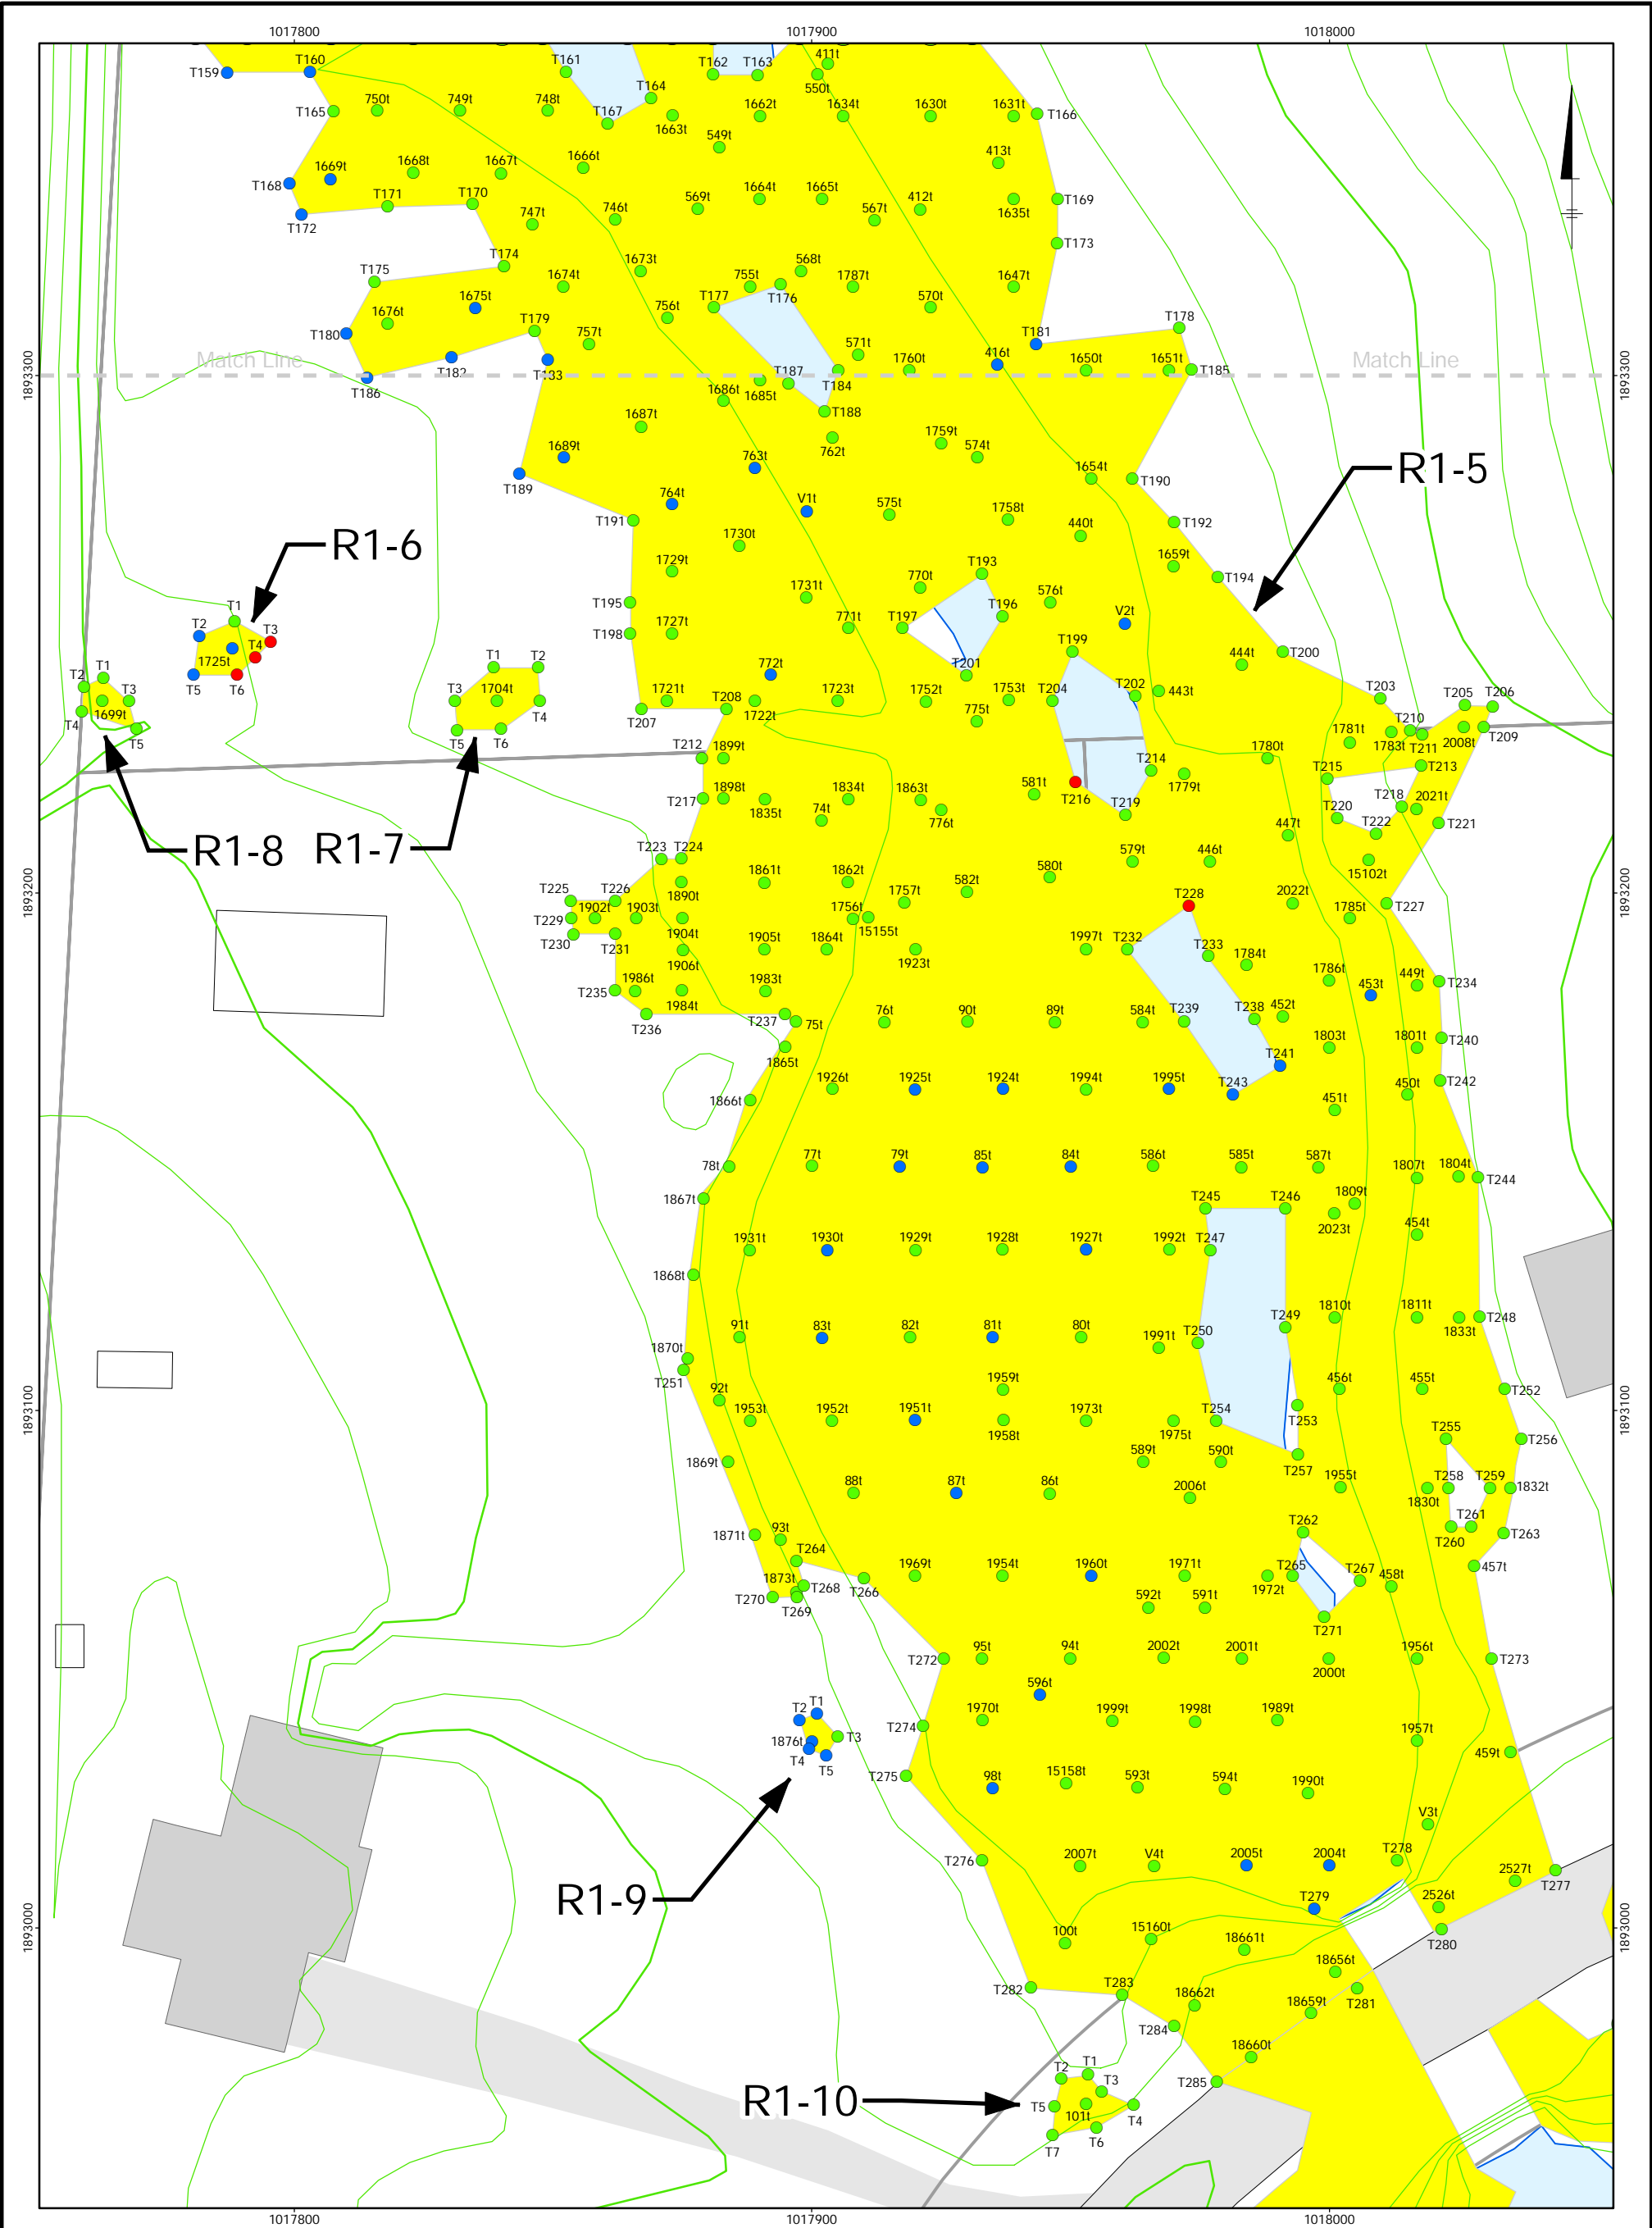 1017800 1017900 1018000
T159 T160 T161 T162 T163 411t
550t
T165 750t 749t 748t T167 T164 1663t 1662t 1634t 1630t 1631t T166
549t 413t
T168 1669t 1668t 1667t 1666t
T172 T171 T170 747t 746t 569t 1664t 1665t 567t 412t 1635t T169
T173
T174 1673t 568t
T175 1674t 755t T176 1787t 1647t
1676t 1675t 756t T177 570t
T180 T179 757t 571t T181 T178
Match Line Match Line
1893300 1893300
T186 T182 T133 T187 T184 1760t 416t 1650t 1651t T185
1686t 1685t T188
1687t 762t 1759t
1689t 763t 574t R1-5
T189 1654t T190
764t V1t 575t 1758t
T191 440t T192
R1-6 1730t
1729t 1659t T194
T193
770t
T195 1731t 576t
T1 T196 V2t
T2 T3 T198 1727t 771t T197
T4
1725t
T5 T6
T199 T200
444t
T1 T2 772t T201
T2 T1 T3 1704t T4 1721t T208 1722t 1723t 1752t 1753t T204 T202 443t T203
T3 1699t T207 T205 T206
T4 T5 T5 T6 775t 1781t 1783t T210 T211 2008t T209
T212 1899t 1780t T213
T214 1779t T215
T216
T217 1898t 1835t 1834t 1863t 581t T218 2021t
74t 776t T219 T220 T222 T221
R1-8 R1-7 447t
T223 T224 579t 446t 15102t
1890t 1861t 1862t 580t
1893200 1893200
T225 T226 582t
1757t T228 2022t T227
T229 1902t 1903t 1904t 1756t 15155t 1785t
T230 T231 1906t 1905t 1864t 1923t 1997t T232 T233
1784t
T235 1986t 1984t 1983t 1786t 453t 449t T234
T236 T237 75t 76t 90t 89t 584t T239 T238 452t
1865t 1803t 1801t T240
T241
1926t 1925t 1924t 1994t 1995t T243 450t T242
1866t 451t
78t 77t 79t 85t 84t 586t 585t 587t
1807t 1804t T244
1867t 1809t
T245 T246 2023t
454t
1931t 1930t 1929t 1928t 1927t 1992t T247
1868t
T249 1810t 1811t 1833t T248
91t 83t 82t 81t 80t 1991t T250
1870t
T251
92t 1959t 456t 455t T252
1893100 1893100
1953t 1952t 1951t 1958t 1973t 1975t T254 T253
T255 T256
1869t 589t 590t T257
88t 87t 86t 2006t 1955t 1830t T258 T259 1832t
T260 T261
1871t 93t T262 T263
T264
1873t T268 T266 1969t 1954t 1960t 1971t 1972t T265 T267 458t 457t
T270 T269
592t 591t T271
T272 95t 94t 2002t 2001t 2000t 1956t T273
596t
T2 T1 1970t 1999t 1998t 1989t
T274
1876t T3 1957t 459t
T4 T5
T275 98t 15158t 593t 594t 1990t
V3t
T276 2007t V4t 2005t 2004t T278
R1-9 2527t T277
T279 2526t
1893000 1893000
100t 15160t 18661t T280
18656t
T282 T283 T281
18662t 18659t
T284
18660t
T2 T1 T285
R1-10 T3
T5 101t T4
T7 T6
1017800 1017900 1018000